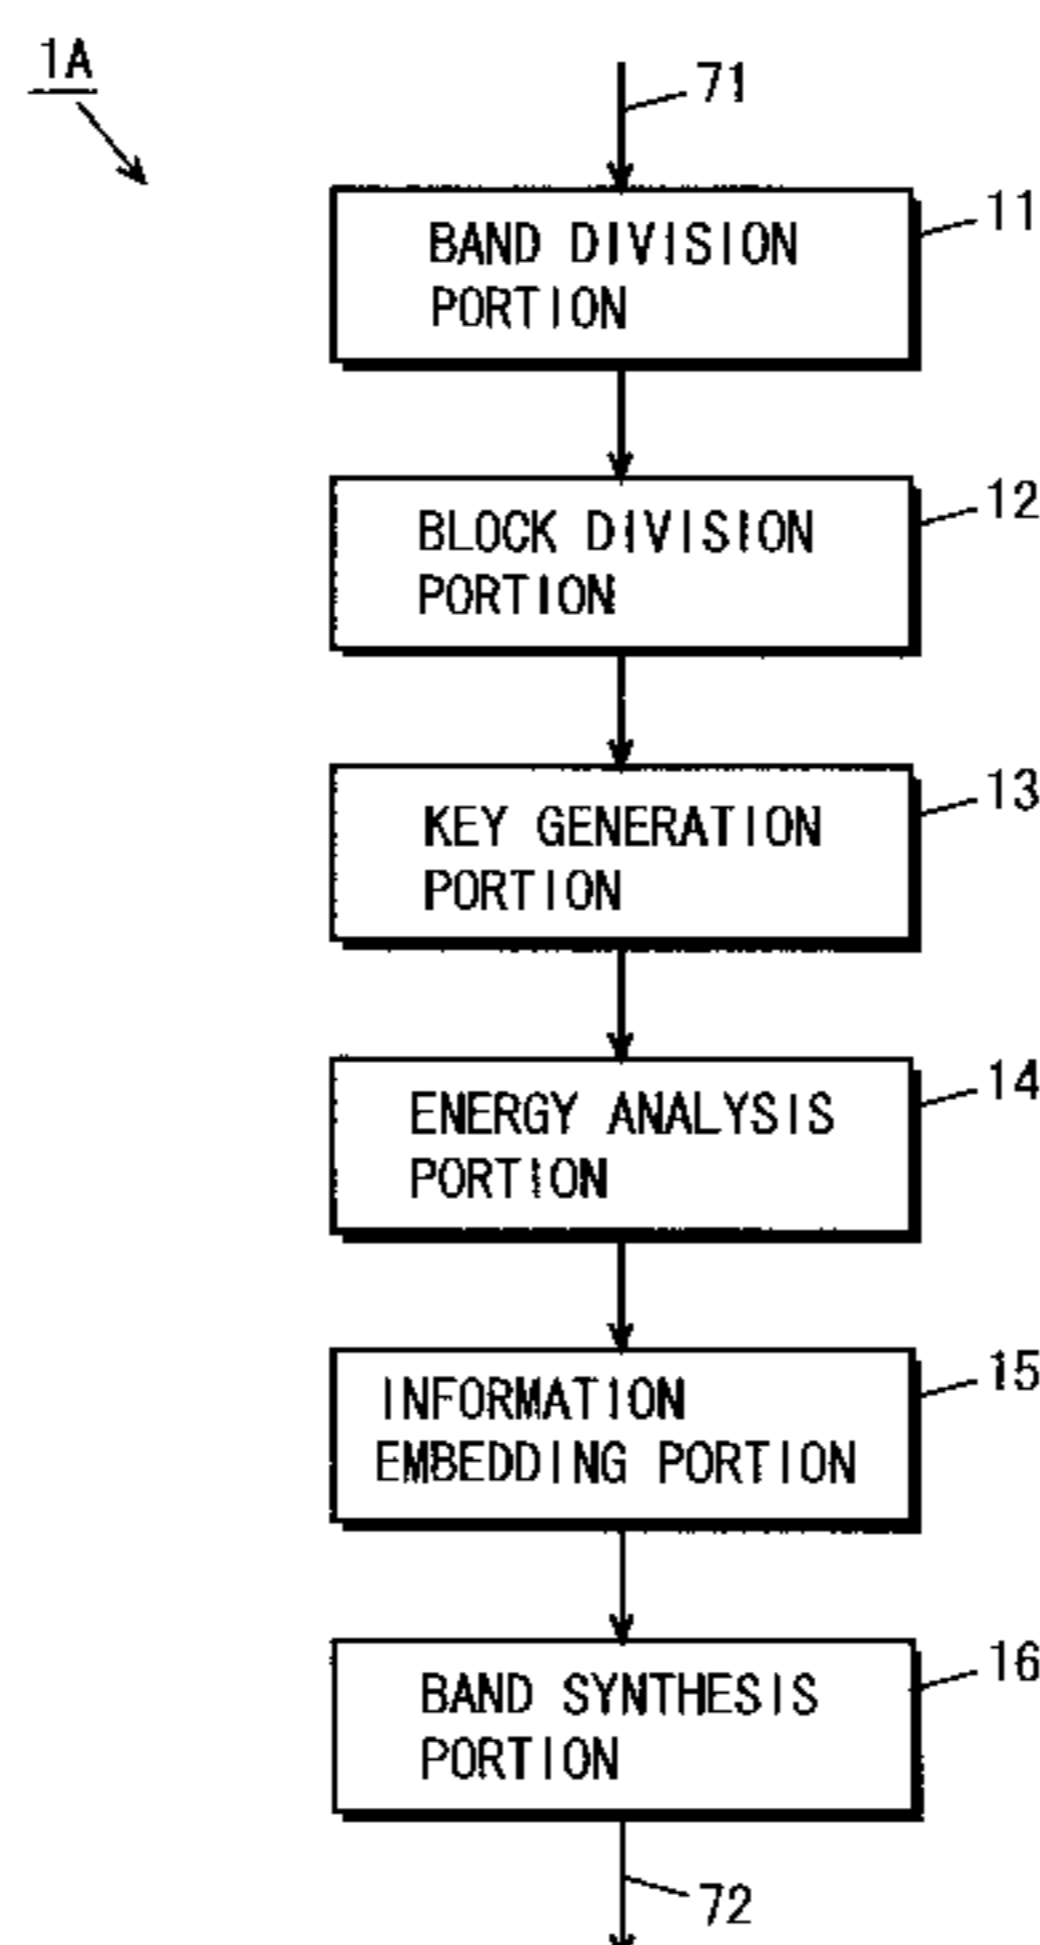 1A
71
BAND DIVISION
PORTION
11
BLOCK DIVISION
PORTION
12
KEY GENERATION
PORTION
13
ENERGY ANALYSIS
PORTION
14
INFORMATION
EMBEDDING PORTION
15
BAND SYNTHESIS
PORTION
16
72